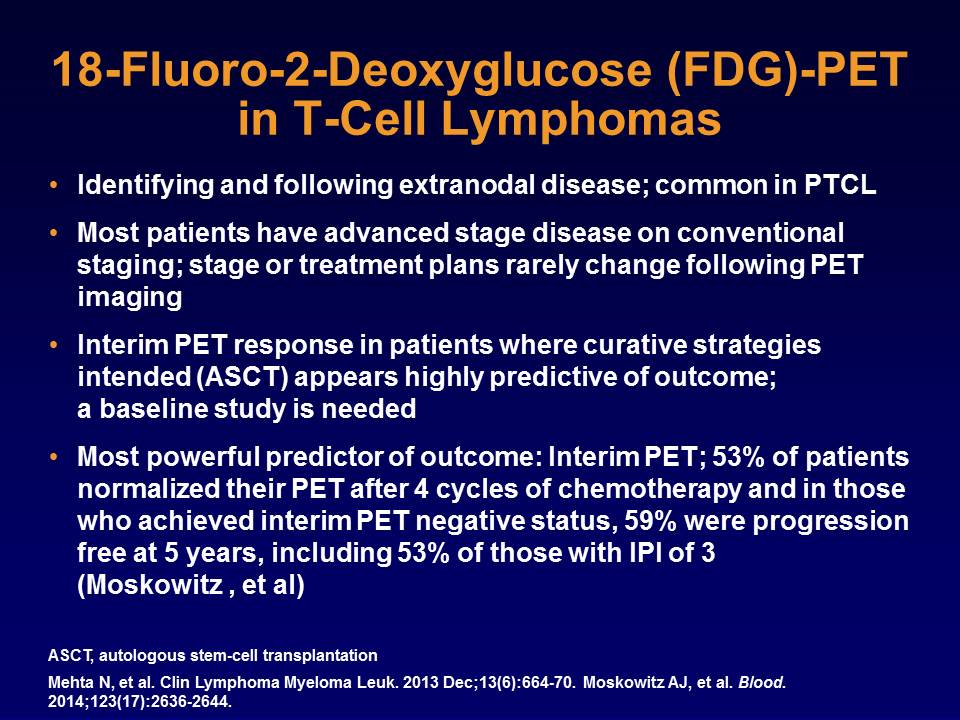 18-Fluoro-2-Deoxyglucose (FDG)-PET
in T-Cell Lymphomas
• Identifying and following extranodal disease; common in PTCL
• Most patients have advanced stage disease on conventional
staging; stage or treatment plans rarely change following PET
imaging
• Interim PET response in patients where curative strategies
intended (ASCT) appears highly predictive of outcome;
a baseline study is needed
• Most powerful predictor of outcome: Interim PET; 53% of patients
normalized their PET after 4 cycles of chemotherapy and in those
who achieved interim PET negative status, 59% were progression
free at 5 years, including 53% of those with IPI of 3
(Moskowitz , et al)
ASCT, autologous stem-cell transplantation
Mehta N, et al. Clin Lymphoma Myeloma Leuk. 2013 Dec;13(6):664-70. Moskowitz AJ, et al. Blood.
2014;123(17):2636-2644.